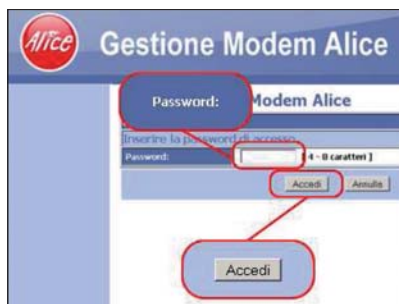 Alice
Gestione Modem Alice
Password:
Modem Alice
Inserire la password di accesso
Password:
[ 4 - 8 caratteri ]
Accedi
Annulla
Accedi